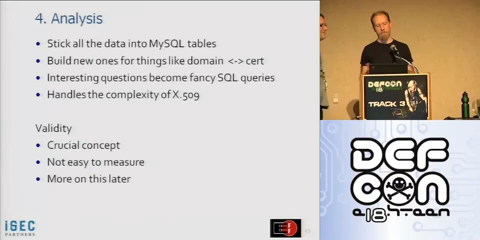 4. Analysis
Stick all the data into MySQL tables
Build new ones for things like domain <-> cert
Interesting questions become fancy SQL queries
Handles the complexity of X.509
Validity
Crucial concept
Not easy to measure
More on this later
iSEC
PARTNERS
EFF
DEFCON
18
TRACK 3
DEF
CON
e18hteen